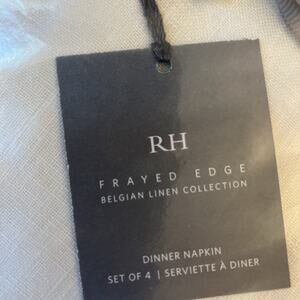 RH
FRAYED EDGE
BELGIAN LINEN COLLECTION
DINNER NAPKIN
SET OF 4 | SERVIETTE À DINER